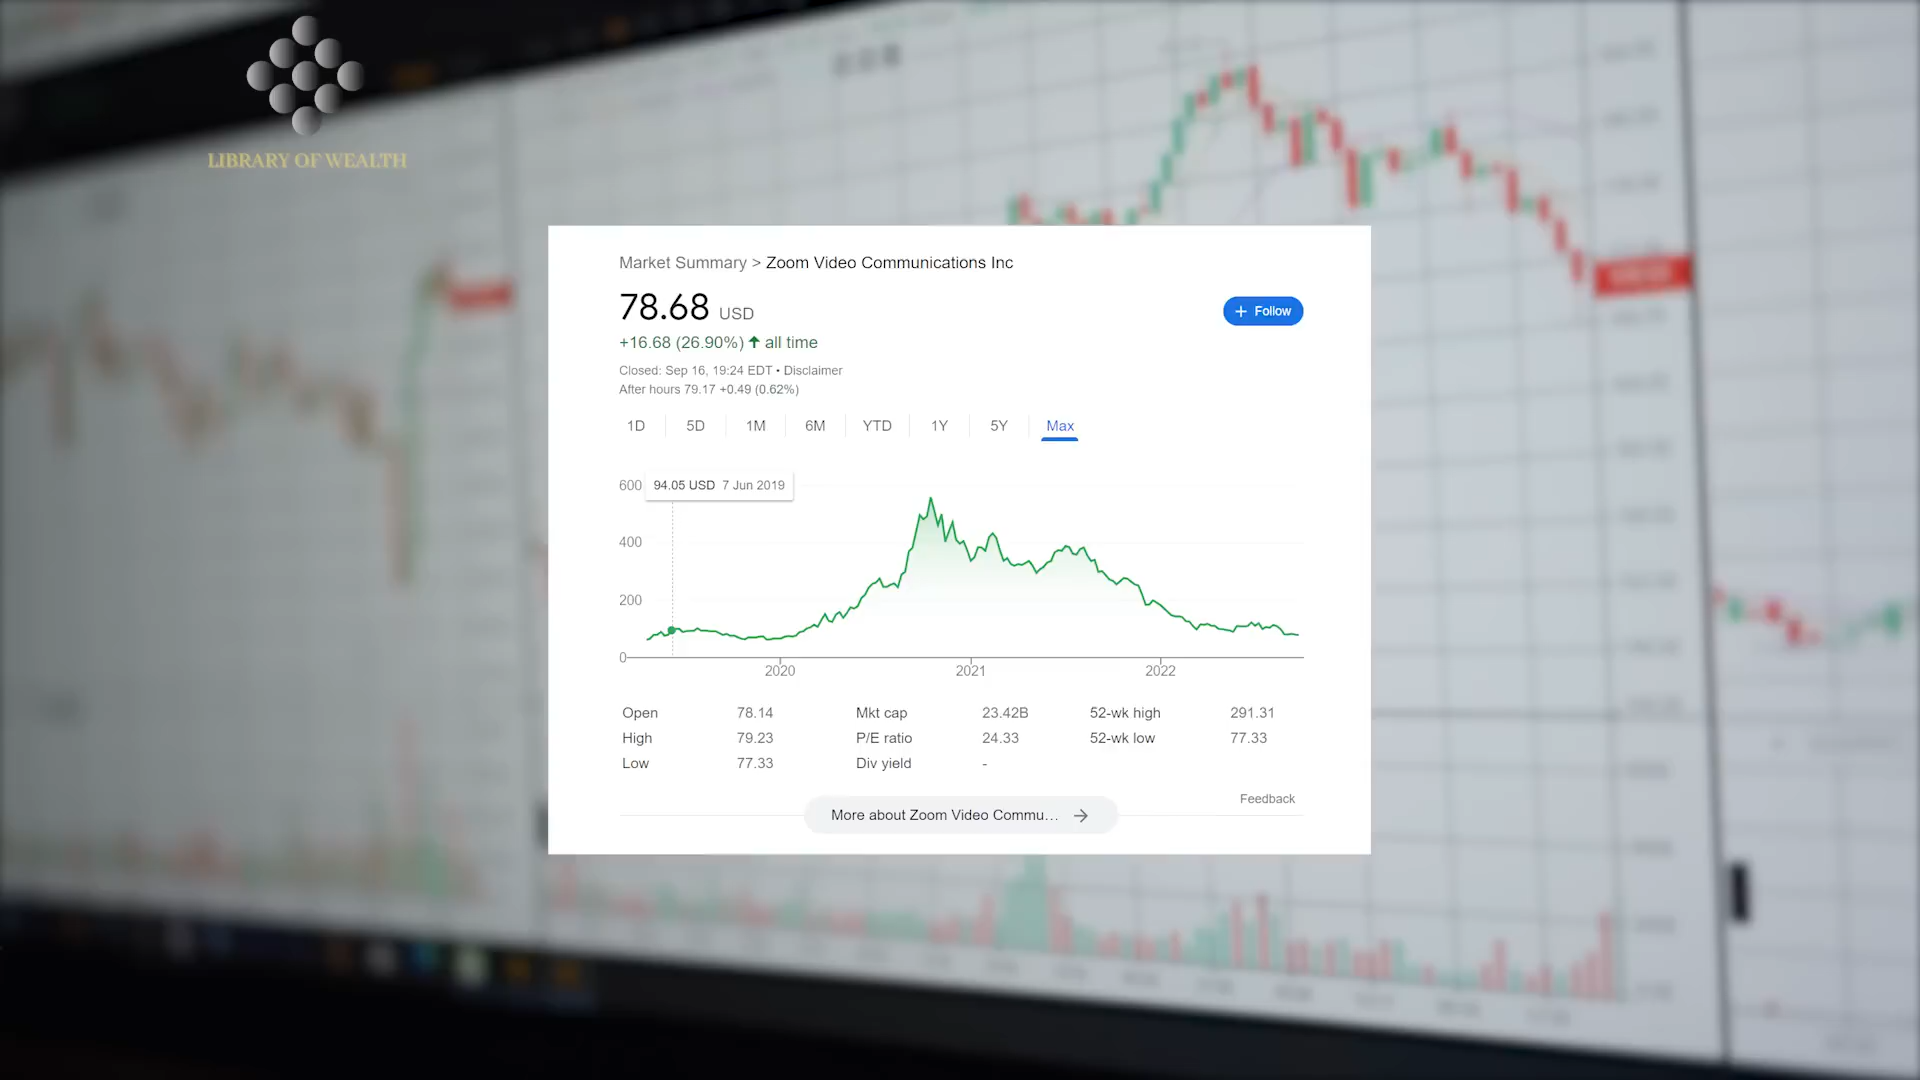 LIBRARY OF WEALTH
Market Summary > Zoom Video Communications Inc
78.68 USD
+ Follow
+16.68 (26.90%) ↑ all time
Closed: Sep 16, 19:24 EDT • Disclaimer
After hours 79.17 +0.49 (0.62%)
1D 5D 1M 6M YTD 1Y 5Y Max
600 94.05 USD 7 Jun 2019
400
200
0
2020 2021 2022
Open 78.14 Mkt cap 23.42B 52-wk high 291.31
High 79.23 P/E ratio 24.33 52-wk low 77.33
Low 77.33 Div yield -
Feedback
More about Zoom Video Commu... →